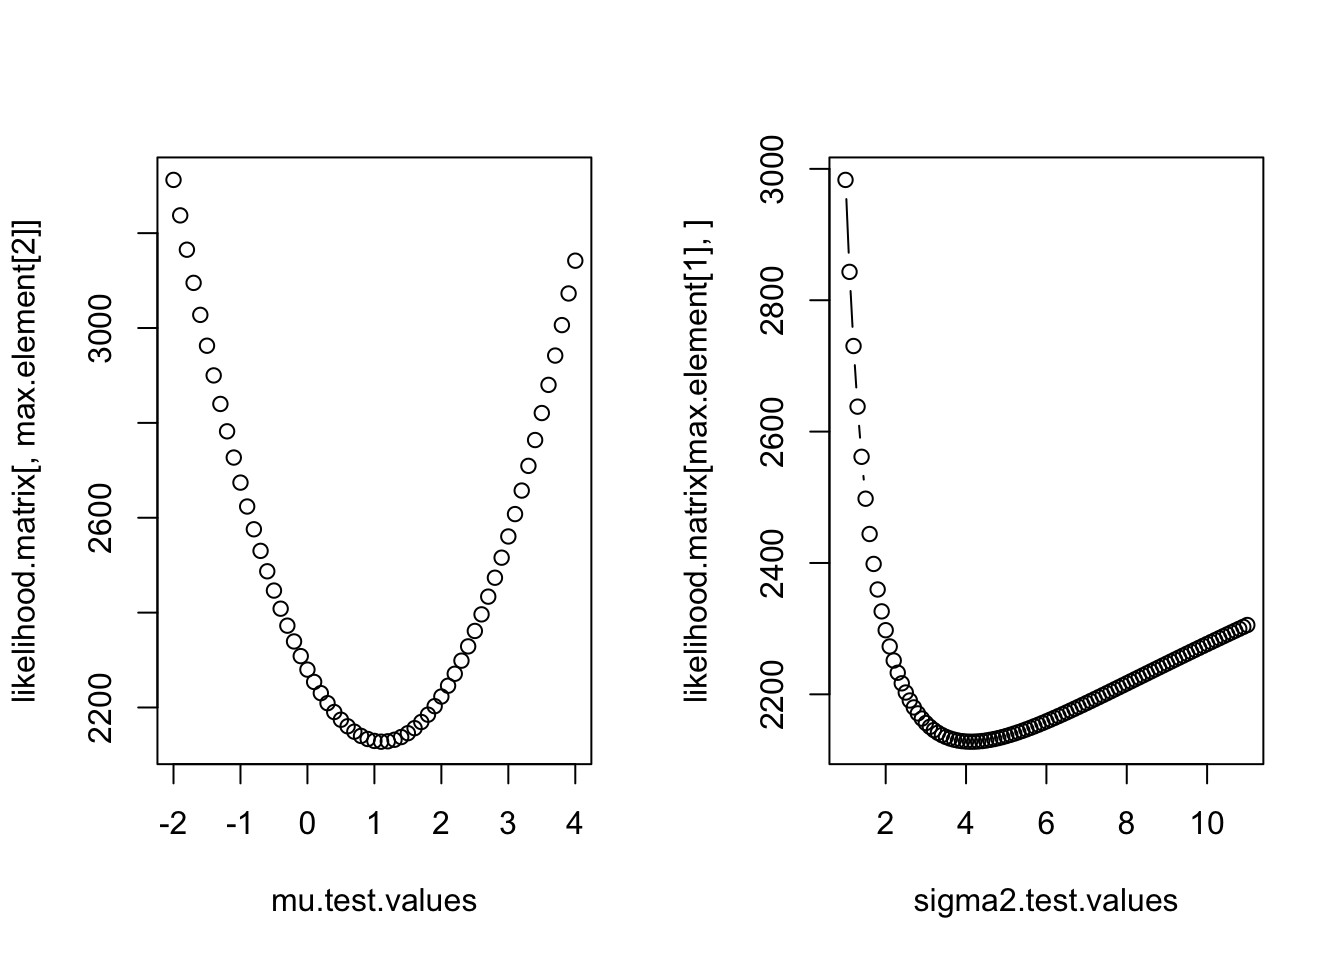 likelihood.matrix[, max.element[2]]
3000
2600
2200
-2 -1 0 1 2 3 4
mu.test.values
likelihood.matrix[max.element[1], ]
3000
2800
2600
2400
2200
2 4 6 8 10
sigma2.test.values